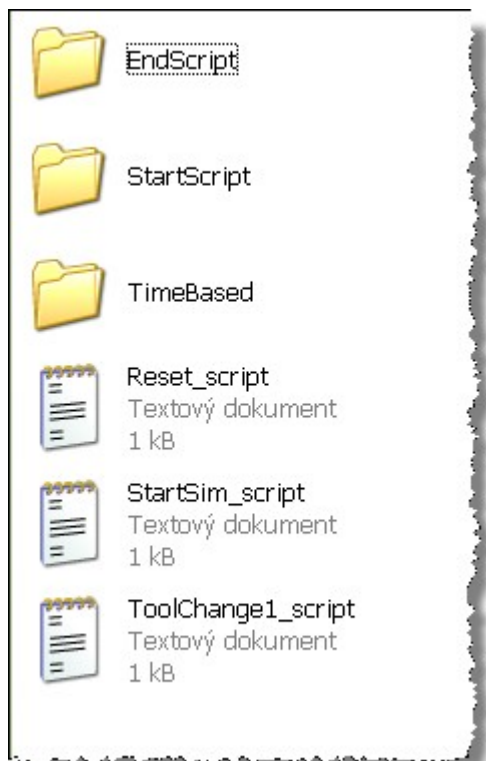 EndScript
StartScript
TimeBased
Reset_script
Textový dokument
1 kB
StartSim_script
Textový dokument
1 kB
ToolChange1_script
Textový dokument
1 kB